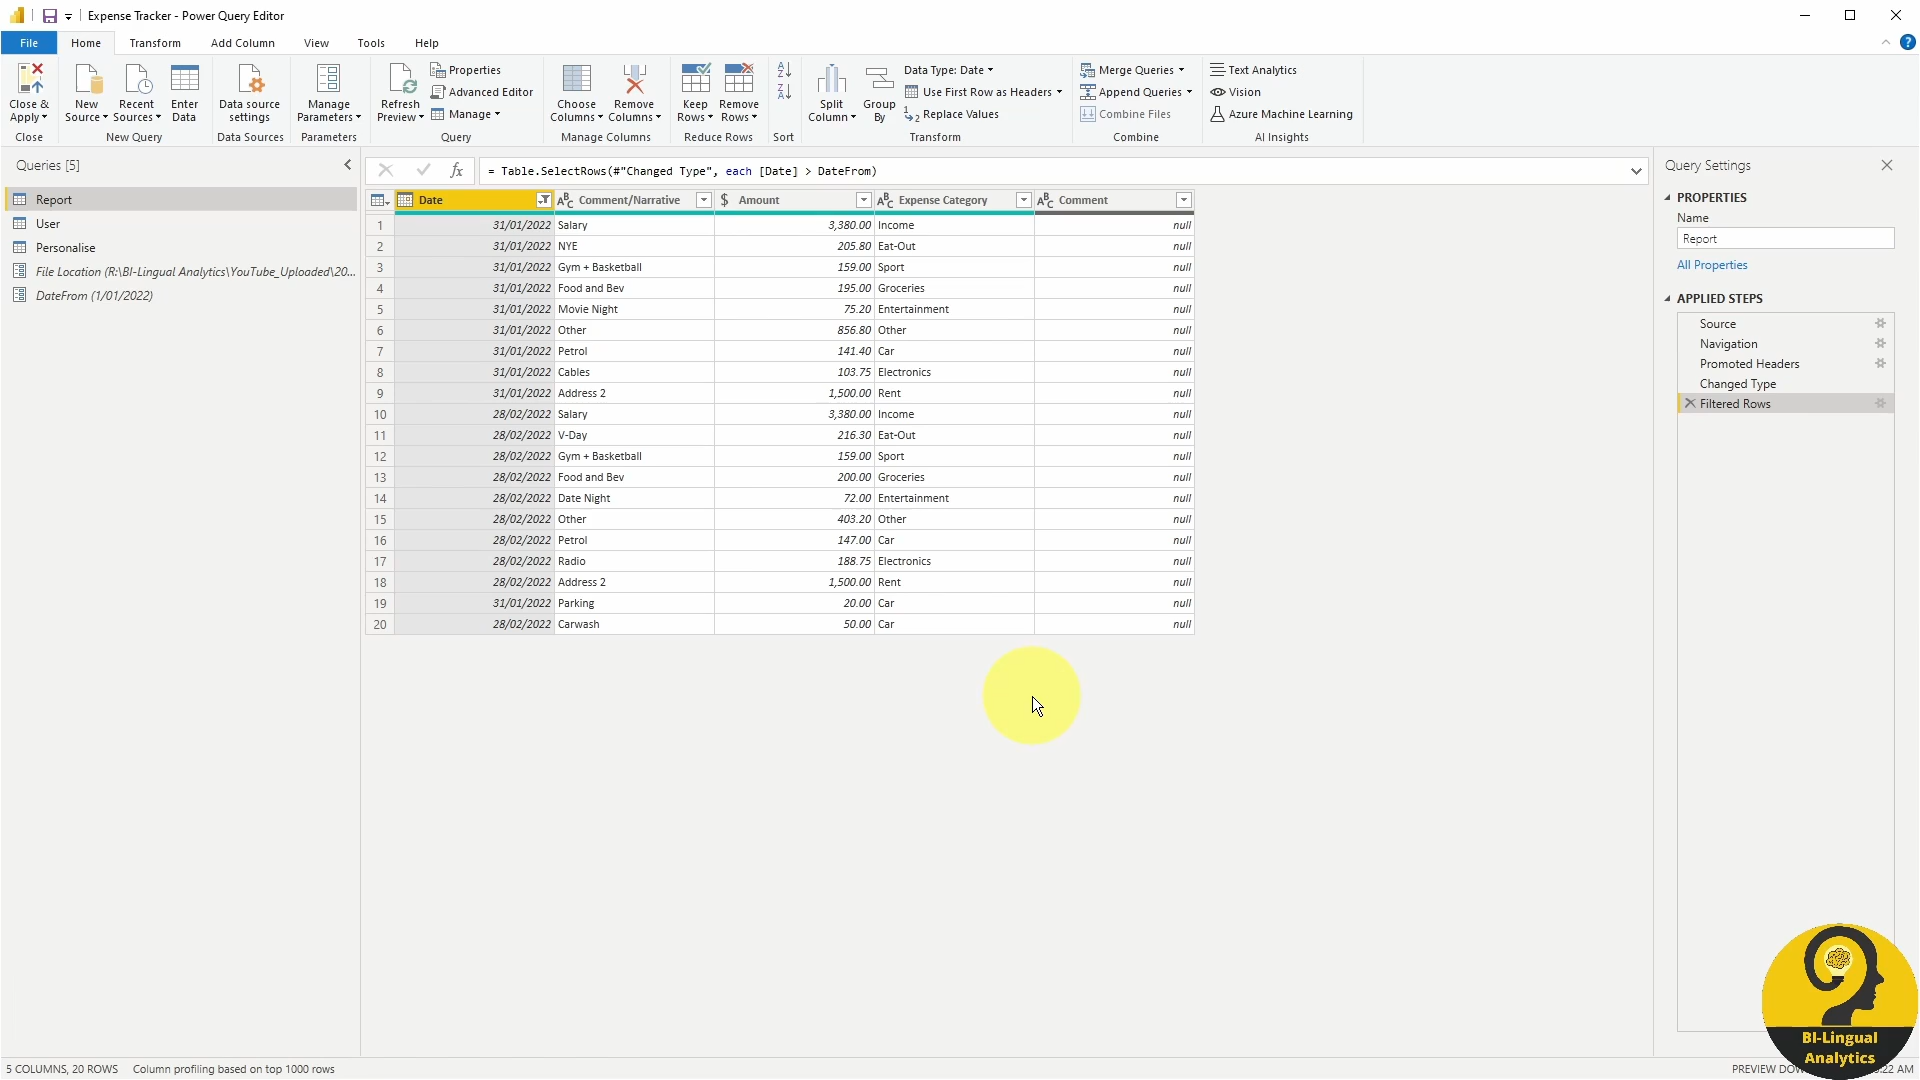 Expense Tracker - Power Query Editor
File Home Transform Add Column View Tools Help
Close & Apply
New Source
Recent Sources
Enter Data
Data source settings
Manage Parameters
Refresh Preview
Properties
Advanced Editor
Manage
Choose Columns
Remove Columns
Keep Rows
Remove Rows
Split Column
Group By
Data Type: Date
Use First Row as Headers
Replace Values
Merge Queries
Append Queries
Combine Files
Text Analytics
Vision
Azure Machine Learning
Close New Query Data Sources Parameters Query Manage Columns Reduce Rows Sort Transform Combine AI Insights
Queries [5]
Report
User
Personalise
File Location (R:\BI-Lingual Analytics\YouTube_Uploaded\20...
DateFrom (1/01/2022)
= Table.SelectRows(#"Changed Type", each [Date] > DateFrom)
Date Comment/Narrative Amount Expense Category Comment
1 31/01/2022 Salary 3,380.00 Income null
2 31/01/2022 NYE 205.80 Eat-Out null
3 31/01/2022 Gym + Basketball 159.00 Sport null
4 31/01/2022 Food and Bev 195.00 Groceries null
5 31/01/2022 Movie Night 75.20 Entertainment null
6 31/01/2022 Other 856.80 Other null
7 31/01/2022 Petrol 141.40 Car null
8 31/01/2022 Cables 103.75 Electronics null
9 31/01/2022 Address 2 1,500.00 Rent null
10 28/02/2022 Salary 3,380.00 Income null
11 28/02/2022 V-Day 216.30 Eat-Out null
12 28/02/2022 Gym + Basketball 159.00 Sport null
13 28/02/2022 Food and Bev 200.00 Groceries null
14 28/02/2022 Date Night 72.00 Entertainment null
15 28/02/2022 Other 403.20 Other null
16 28/02/2022 Petrol 147.00 Car null
17 28/02/2022 Radio 188.75 Electronics null
18 28/02/2022 Address 2 1,500.00 Rent null
19 31/01/2022 Parking 20.00 Car null
20 28/02/2022 Carwash 50.00 Car null
Query Settings
PROPERTIES
Name
Report
All Properties
APPLIED STEPS
Source
Navigation
Promoted Headers
Changed Type
Filtered Rows
BI-Lingual
Analytics
5 COLUMNS, 20 ROWS Column profiling based on top 1000 rows
PREVIEW :22 AM